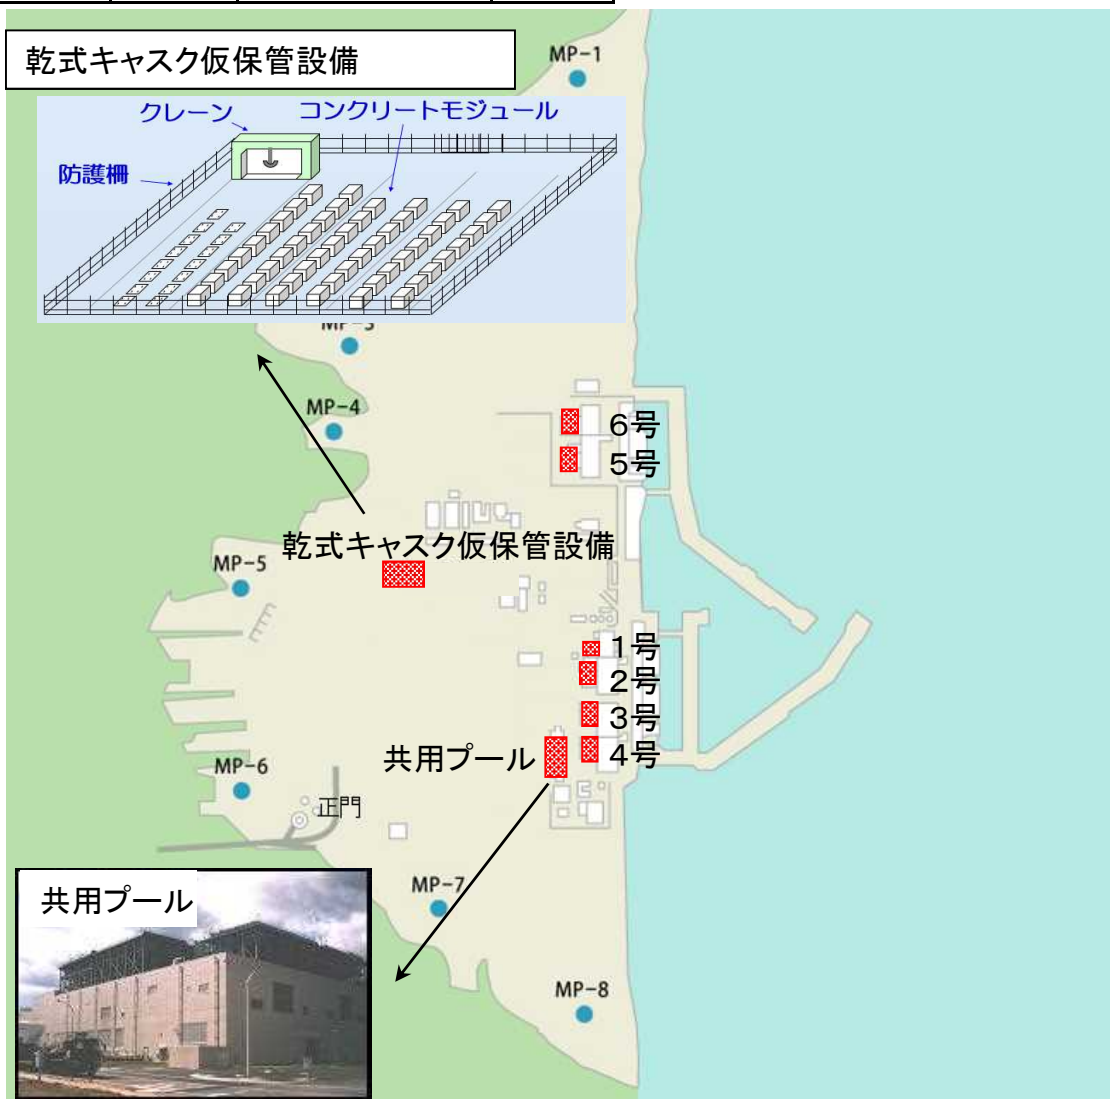 乾式キャスク仮保管設備
MP-1
クレーン
コンクリートモジュール
防護柵
MP-3
MP-4
6号
5号
乾式キャスク仮保管設備
MP-5
1号
2号
3号
共用プール
4号
MP-6
正門
共用プール
MP-7
MP-8